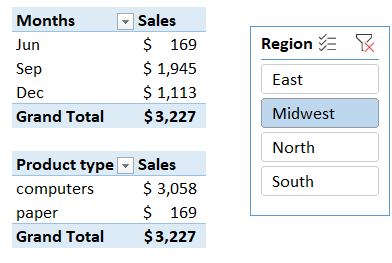 Months Sales
Jun $ 169
Sep $ 1,945
Dec $ 1,113
Grand Total $3,227
Product type Sales
computers $ 3,058
paper $ 169
Grand Total $3,227
Region
East
Midwest
North
South